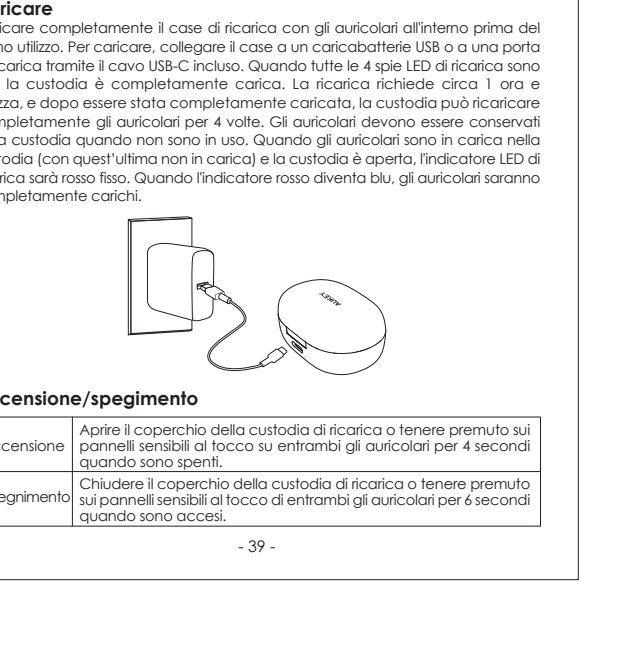 ricare
ricare completamente il case di ricarica con gli auricolari all'interno prima del
no utilizzo. Per caricare, collegare il case a un caricabatterie USB o a una porta
carica tramite il cavo USB-C incluso. Quando tutte le 4 spie LED di ricarica sono
la custodia è completamente carica. La ricarica richiede circa 1 ora e
zza, e dopo essere stata completamente caricata, la custodia può ricaricare
mpletamente gli auricolari per 4 volte. Gli auricolari devono essere conservati
a custodia quando non sono in uso. Quando gli auricolari sono in carica nella
todia (con quest'ultima non in carica) e la custodia è aperta, l'indicatore LED di
rica sarà rosso fisso. Quando l'indicatore rosso diventa blu, gli auricolari saranno
mpletamente carichi.
AUKEY
censione/spegimento
ccensione
Aprire il coperchio della custodia di ricarica o tenere premuto sui
pannelli sensibili al tocco su entrambi gli auricolari per 4 secondi
quando sono spenti.
egnimento
Chiudere il coperchio della custodia di ricarica o tenere premuto
sui pannelli sensibili al tocco di entrambi gli auricolari per 6 secondi
quando sono accesi.
- 39 -